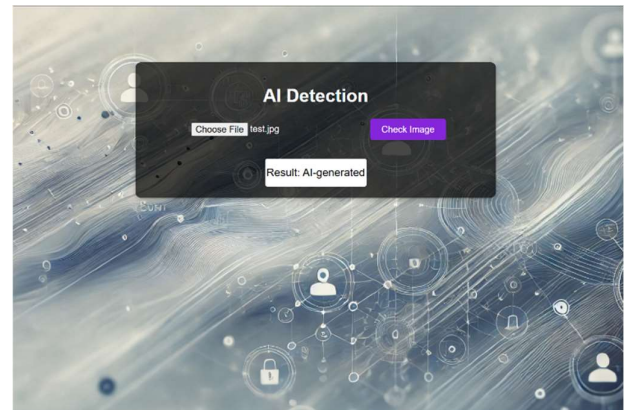 AI Detection
Choose File test.jpg Check Image
Result: AI-generated